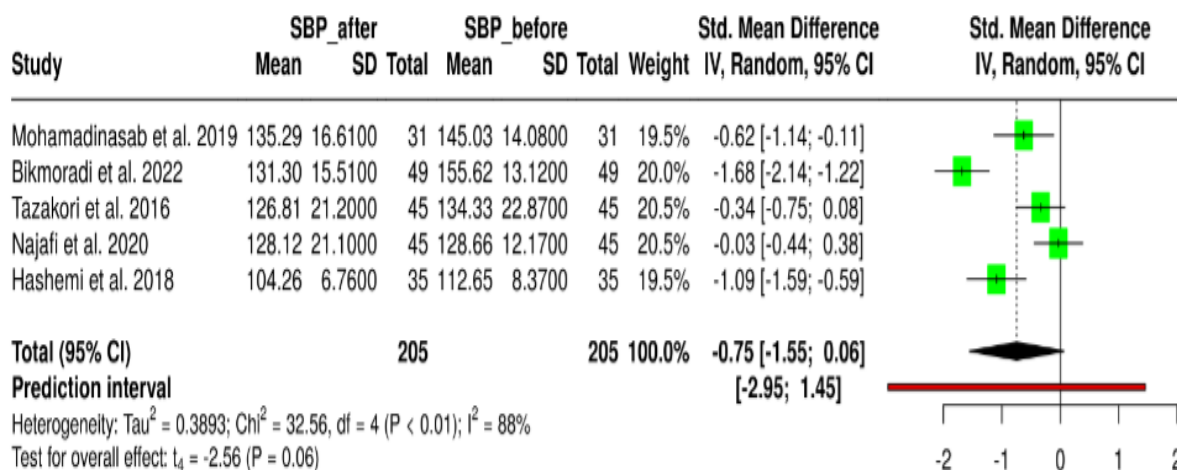 SBP_after SBP_before Std. Mean Difference Std. Mean Difference
Study Mean SD Total Mean SD Total Weight IV, Random, 95% CI IV, Random, 95% CI
Mohamadinasab et al. 2019 135.29 16.6100 31 145.03 14.0800 31 19.5% -0.62 [-1.14; -0.11]
Bikmoradi et al. 2022 131.30 15.5100 49 155.62 13.1200 49 20.0% -1.68 [-2.14; -1.22]
Tazakori et al. 2016 126.81 21.2000 45 134.33 22.8700 45 20.5% -0.34 [-0.75; 0.08]
Najafi et al. 2020 128.12 21.1000 45 128.66 12.1700 45 20.5% -0.03 [-0.44; 0.38]
Hashemi et al. 2018 104.26 6.7600 35 112.65 8.3700 35 19.5% -1.09 [-1.59; -0.59]
Total (95% CI) 205 205 100.0% -0.75 [-1.55; 0.06]
Prediction interval [-2.95; 1.45]
Heterogeneity: Tau² = 0.3893; Chi² = 32.56, df = 4 (P < 0.01); I² = 88%
Test for overall effect: t₄ = -2.56 (P = 0.06)
-2 -1 0 1 2